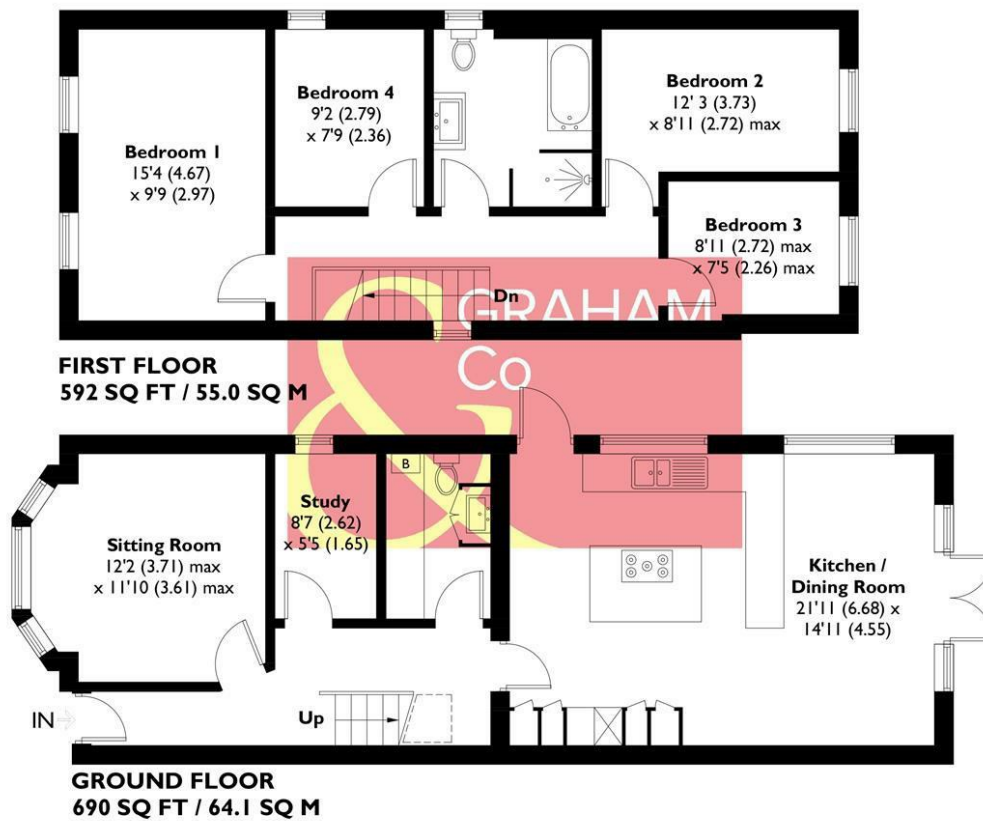 Bedroom 1
15'4 (4.67)
x 9'9 (2.97)
Bedroom 4
9'2 (2.79)
x 7'9 (2.36)
Bedroom 2
12' 3 (3.73)
x 8'11 (2.72) max
Bedroom 3
8'11 (2.72) max
x 7'5 (2.26) max
Dn
& GRAHAM
Co
FIRST FLOOR
592 SQ FT / 55.0 SQ M
B
Sitting Room
12'2 (3.71) max
x 11'10 (3.61) max
Study
8'7 (2.62)
x 5'5 (1.65)
Kitchen /
Dining Room
21'11 (6.68) x
14'11 (4.55)
IN
Up
GROUND FLOOR
690 SQ FT / 64.1 SQ M